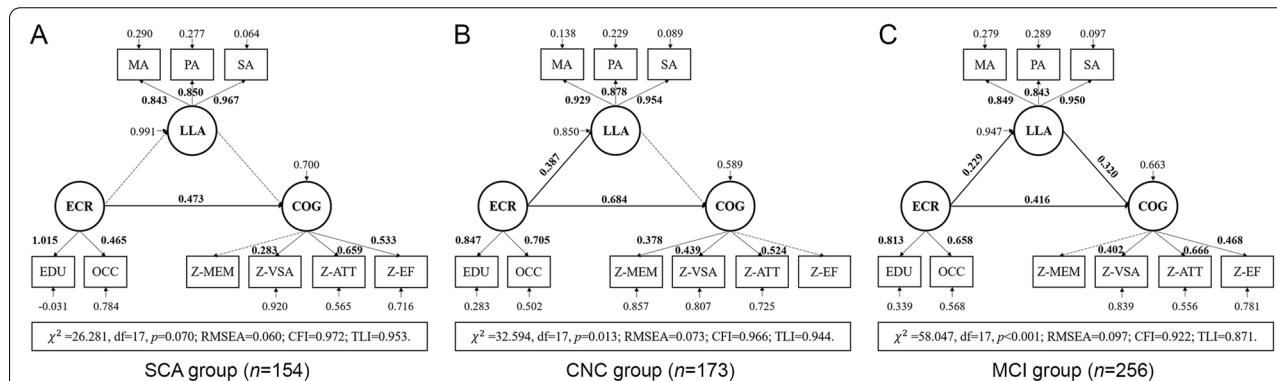 A
0.290 0.277 0.064
MA PA SA
0.843 0.850 0.967
0.991 LLA
0.700
ECR 0.473 COG
1.015 0.465 0.283 0.659 0.533
EDU OCC Z-MEM Z-VSA Z-ATT Z-EF
-0.031 0.784 0.920 0.565 0.716
χ² =26.281, df=17, p=0.070; RMSEA=0.060; CFI=0.972; TLI=0.953.
SCA group (n=154)
B
0.138 0.229 0.089
MA PA SA
0.929 0.878 0.954
0.850 LLA
0.387
0.589
ECR 0.684 COG
0.847 0.705 0.378 0.439 0.524
EDU OCC Z-MEM Z-VSA Z-ATT Z-EF
0.283 0.502 0.857 0.807 0.725
χ² =32.594, df=17, p=0.013; RMSEA=0.073; CFI=0.966; TLI=0.944.
CNC group (n=173)
C
0.279 0.289 0.097
MA PA SA
0.849 0.843 0.950
0.947 LLA
0.229 0.320
0.663
ECR 0.416 COG
0.813 0.658 0.402 0.666 0.468
EDU OCC Z-MEM Z-VSA Z-ATT Z-EF
0.339 0.568 0.839 0.556 0.781
χ² =58.047, df=17, p<0.001; RMSEA=0.097; CFI=0.922; TLI=0.871.
MCI group (n=256)